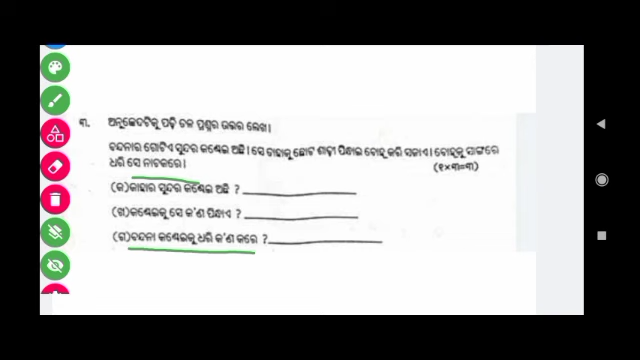 ୩. ଅନୁଚ୍ଛେଦଟିକୁ ପଢ଼ି ତଳ ପ୍ରଶ୍ନର ଉତ୍ତର ଲେଖ।
ବନ୍ଦନାର ଗୋଟିଏ ସୁନ୍ଦର କଣ୍ଢେଇ ଅଛି। ସେ ତାହାକୁ ଛୋଟ ଶାଢ଼ୀ ପିନ୍ଧାଇ ବୋହୂ କରି ସଜାଏ। ବୋହୂକୁ ସାଙ୍ଗରେ
ଧରି ସେ ନାଚକରେ। (୧×୩=୩)
(କ)କାହାର ସୁନ୍ଦର କଣ୍ଢେଇ ଅଛି ?
(ଖ)କଣ୍ଢେଇକୁ ସେ କ'ଣ ପିନ୍ଧାଏ ?
(ଗ)ବନ୍ଦନା କଣ୍ଢେଇକୁ ଧରି କ'ଣ କରେ ?